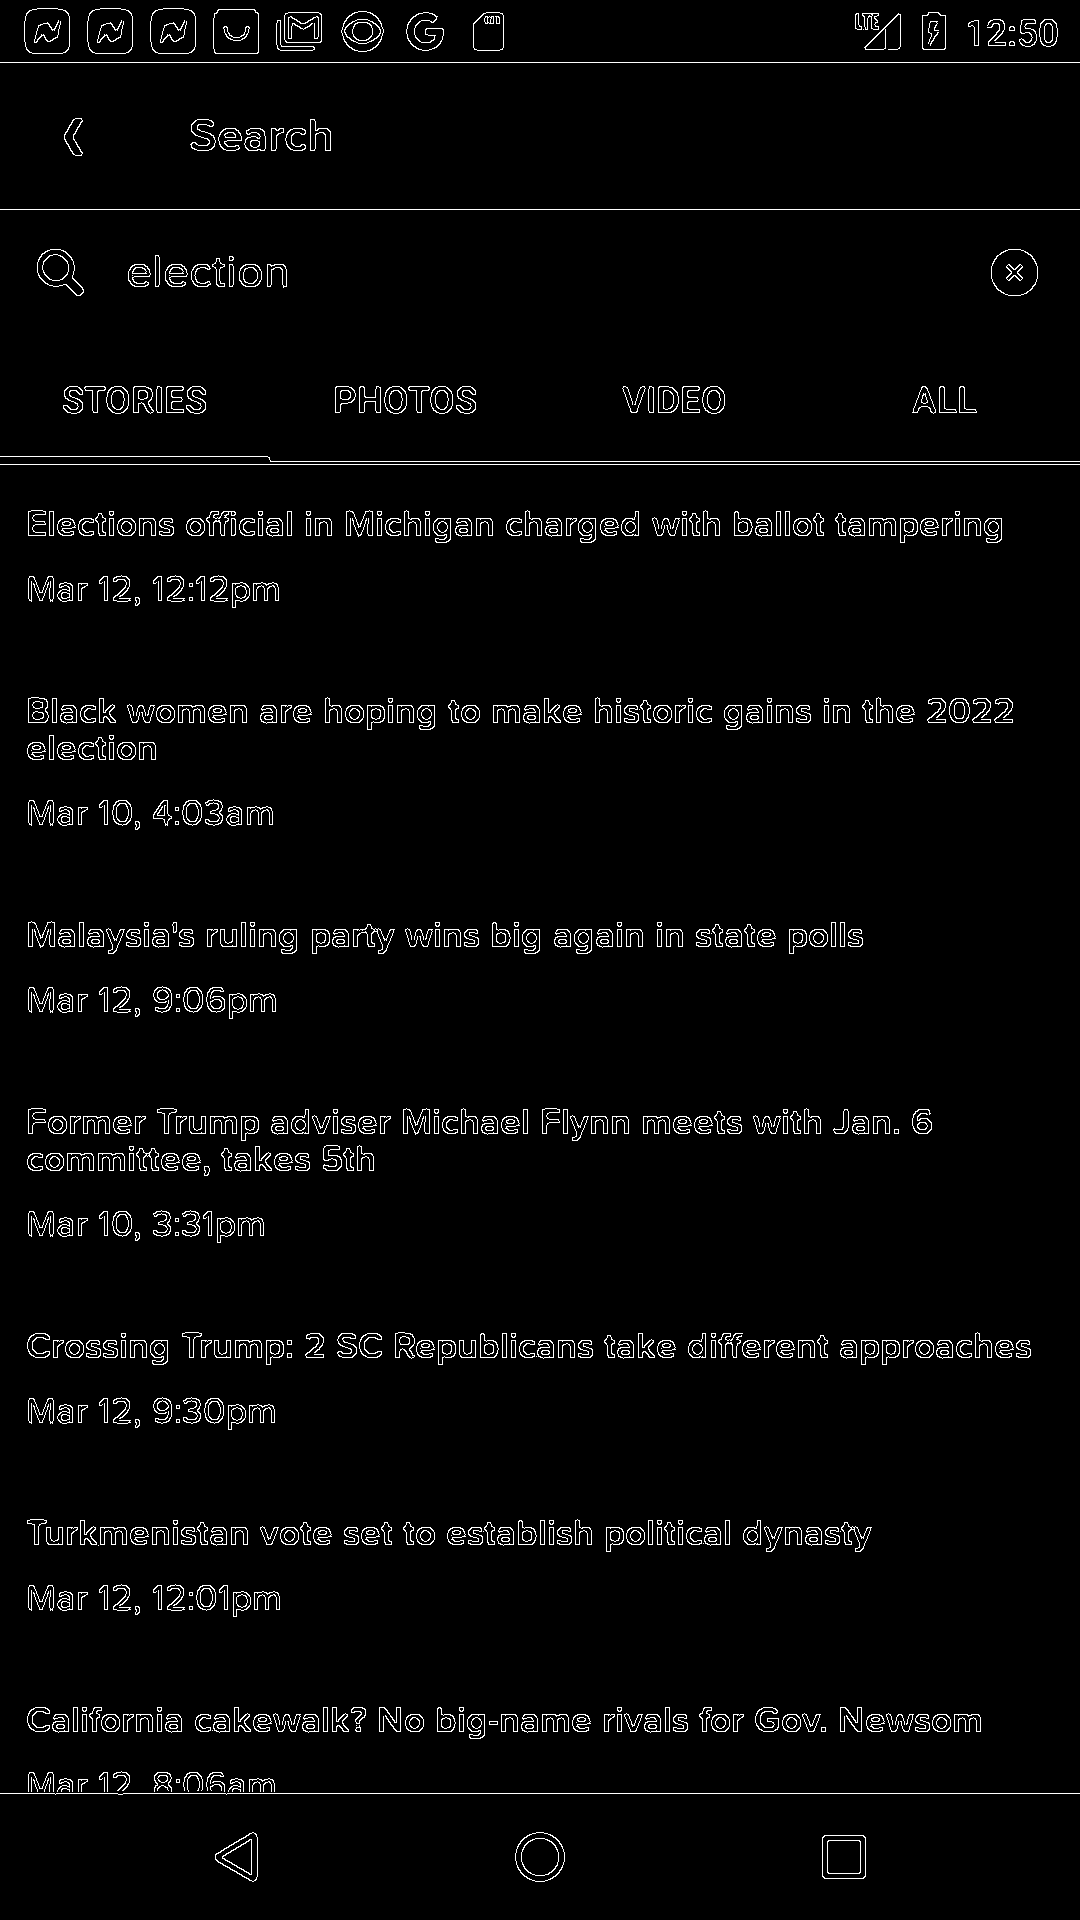 LTE 12:50
Search
election
STORIES PHOTOS VIDEO ALL
Elections official in Michigan charged with ballot tampering
Mar 12, 12:12pm
Black women are hoping to make historic gains in the 2022
election
Mar 10, 4:03am
Malaysia's ruling party wins big again in state polls
Mar 12, 9:06pm
Former Trump adviser Michael Flynn meets with Jan. 6
committee, takes 5th
Mar 10, 3:31pm
Crossing Trump: 2 SC Republicans take different approaches
Mar 12, 9:30pm
Turkmenistan vote set to establish political dynasty
Mar 12, 12:01pm
California cakewalk? No big-name rivals for Gov. Newsom
Mar 12, 8:06am